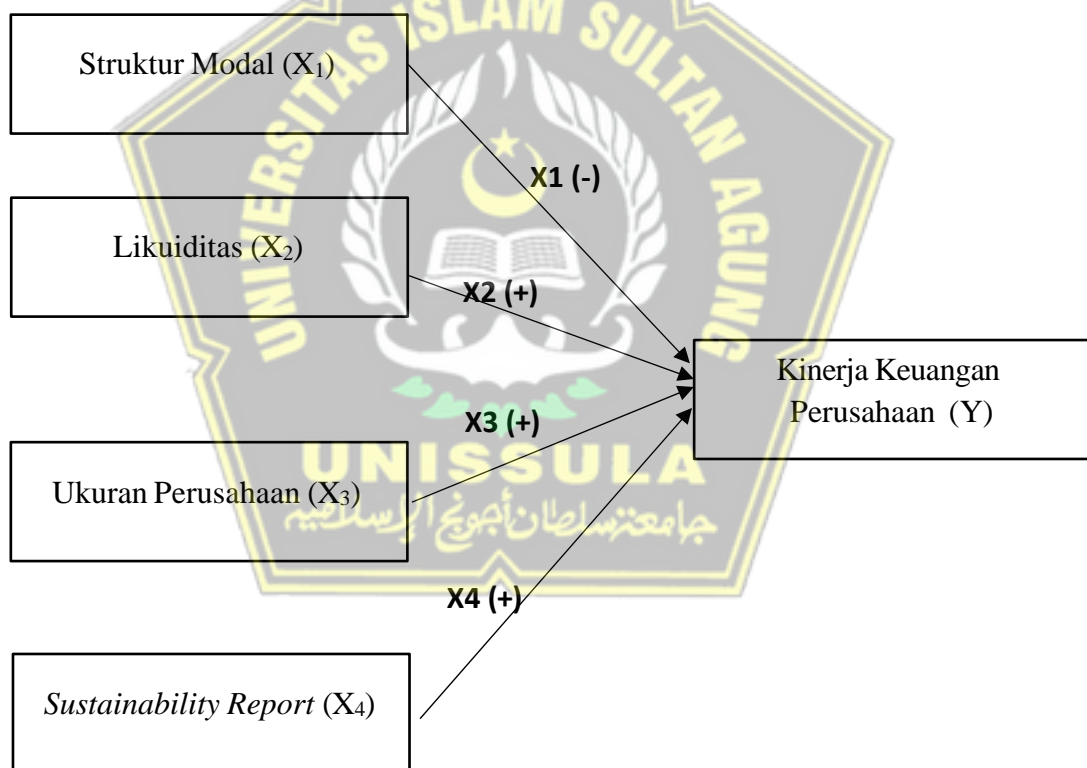 UNIVERSITAS ISLAM SULTAN AGUNG
Struktur Modal (X₁)
X1 (-)
Likuiditas (X₂)
X2 (+)
Kinerja Keuangan
Perusahaan (Y)
X3 (+)
UNISSULA
Ukuran Perusahaan (X₃)
جامعة سلطان أجونج الإسلامية
X4 (+)
Sustainability Report (X₄)